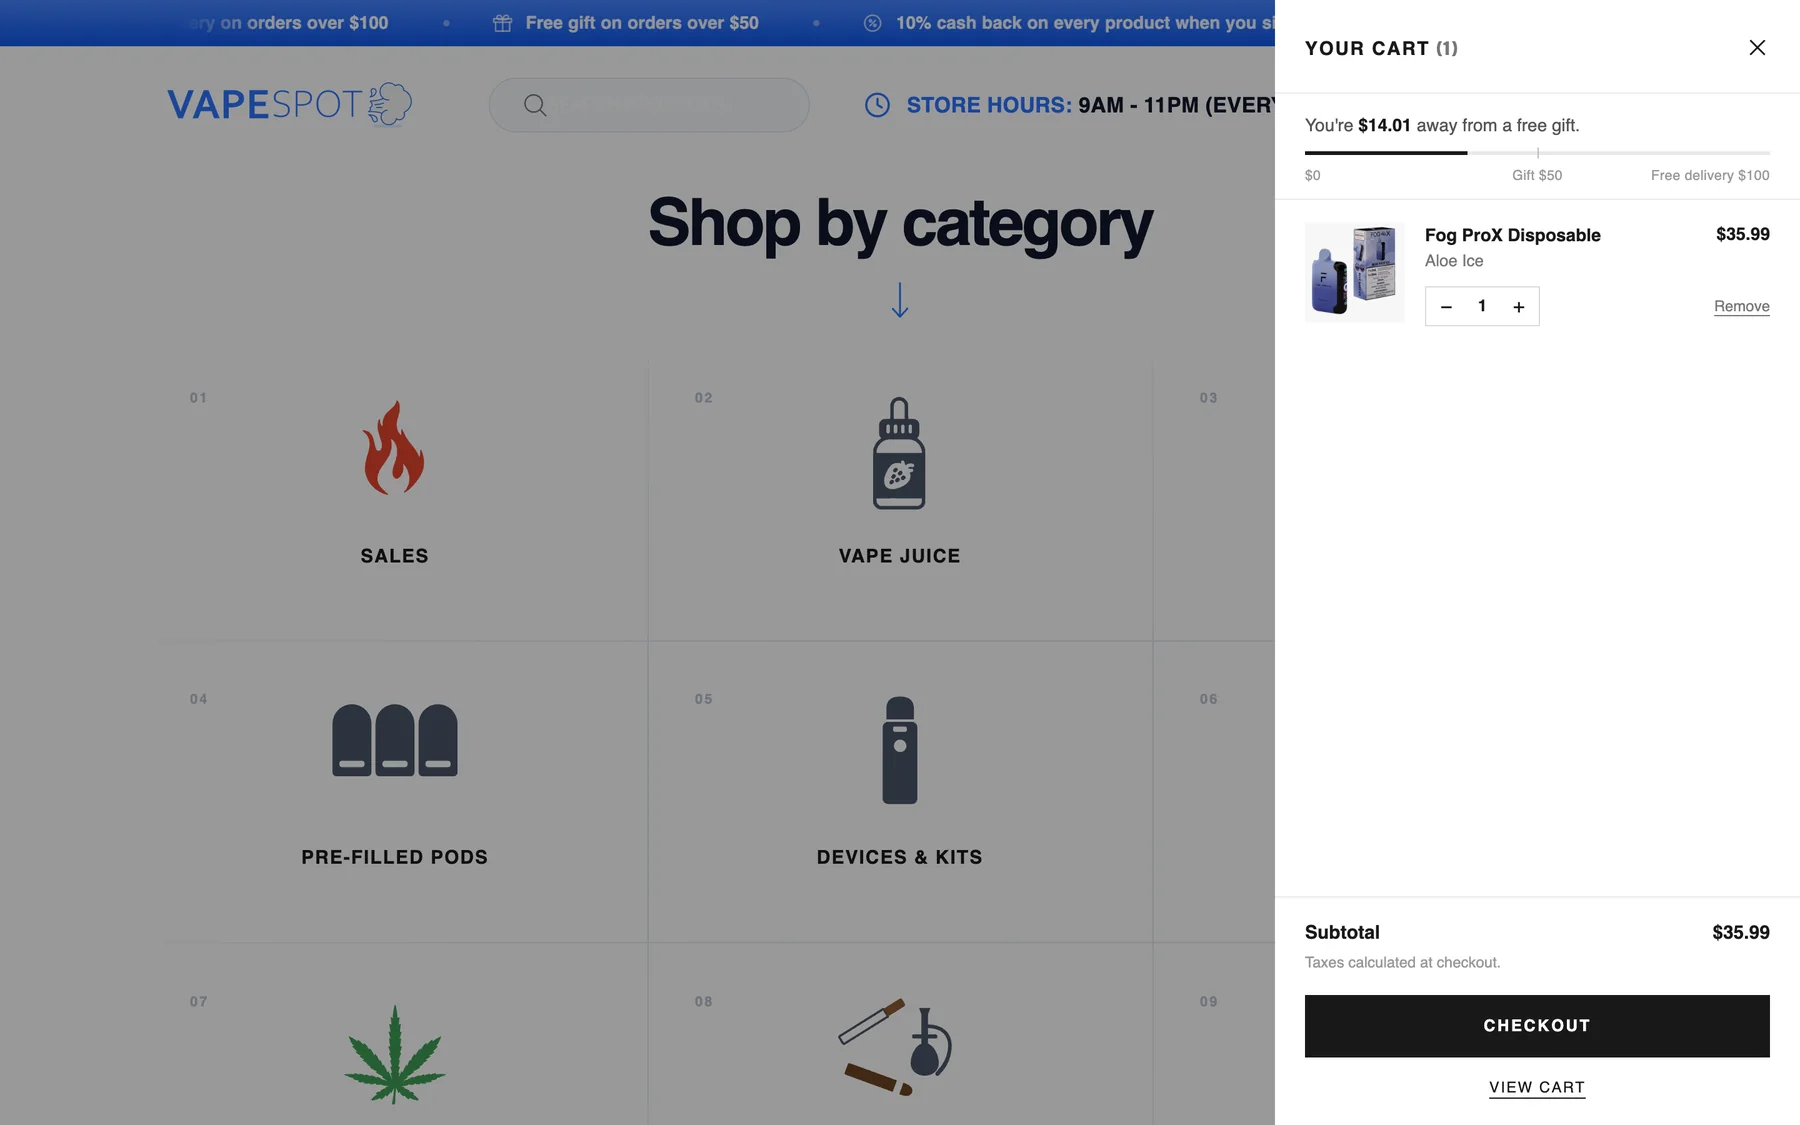 ery on orders over $100 • Free gift on orders over $50 • 10% cash back on every product when you si
VAPESPOT
STORE HOURS: 9AM - 11PM (EVERY
Shop by category
01
SALES
02
VAPE JUICE
03
04
PRE-FILLED PODS
05
DEVICES & KITS
06
07
08
09
YOUR CART (1)
You're $14.01 away from a free gift.
$0
Gift $50
Free delivery $100
Fog ProX Disposable
$35.99
Aloe Ice
1
Remove
Subtotal
$35.99
Taxes calculated at checkout.
CHECKOUT
VIEW CART